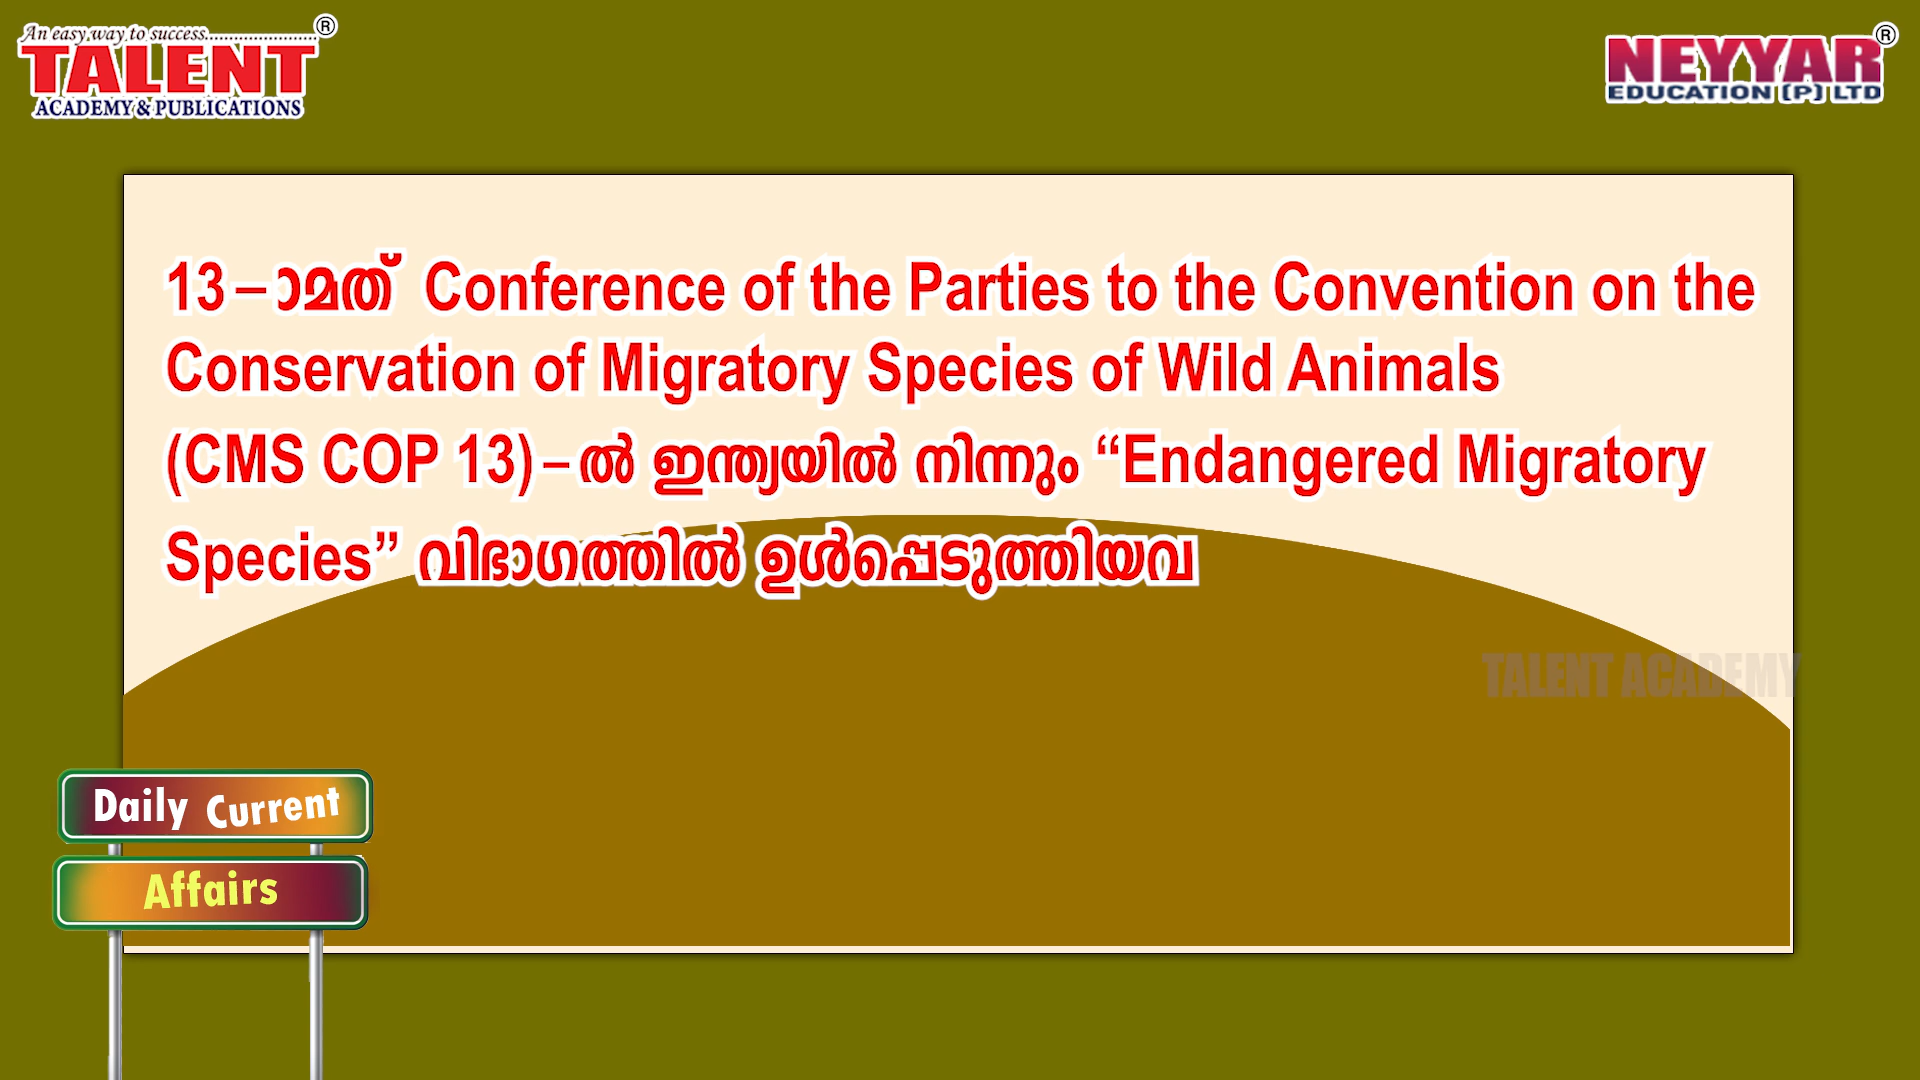 An easy way to success.......................®
TALENT
ACADEMY & PUBLICATIONS
NEYYAR®
EDUCATION (P) LTD
13–ാമത് Conference of the Parties to the Convention on the
Conservation of Migratory Species of Wild Animals
(CMS COP 13)–ൽ ഇന്ത്യയിൽ നിന്നും “Endangered Migratory
Species” വിഭാഗത്തിൽ ഉൾപ്പെടുത്തിയവ
TALENT ACADEMY
Daily Current
Affairs